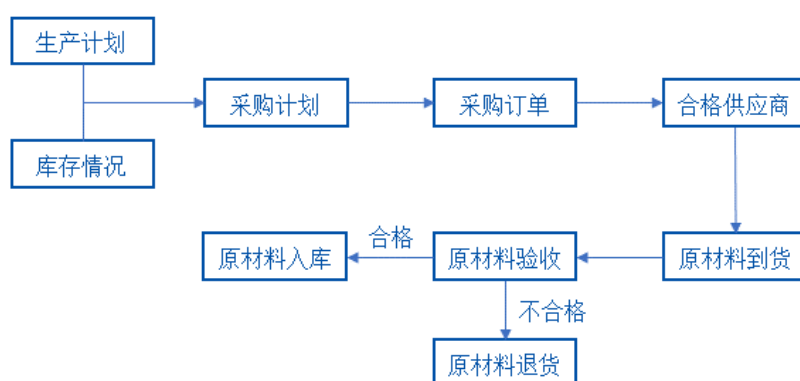 生产计划
采购计划
采购订单
合格供应商
库存情况
合格
原材料入库
原材料验收
原材料到货
不合格
原材料退货